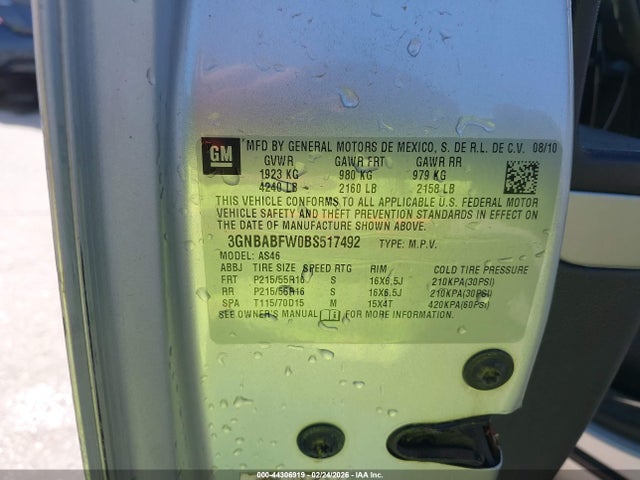 GM
MFD BY GENERAL MOTORS DE MEXICO, S. DE R.L. DE C.V. 08/10
GVWR GAWR FRT GAWR RR
1923 KG 980 KG 979 KG
4240 LB 2160 LB 2158 LB
THIS VEHICLE CONFORMS TO ALL APPLICABLE U.S. FEDERAL MOTOR
VEHICLE SAFETY AND THEFT PREVENTION STANDARDS IN EFFECT ON
THE DATE OF MANUFACTURE SHOWN ABOVE.
3GNBABFW0BS517492 TYPE: M.P.V.
MODEL: AS46
ABBJ TIRE SIZE SPEED RTG RIM COLD TIRE PRESSURE
FRT P215/55R16 S 16X6.5J 210KPA(30PSI)
RR P215/55R16 S 16X6.5J 210KPA(30PSI)
SPA T115/70D15 M 15X4T 420KPA(60PSI)
SEE OWNER'S MANUAL FOR MORE INFORMATION
000-44306919 | 02/24/2026 - Copyright © IAA, LLC